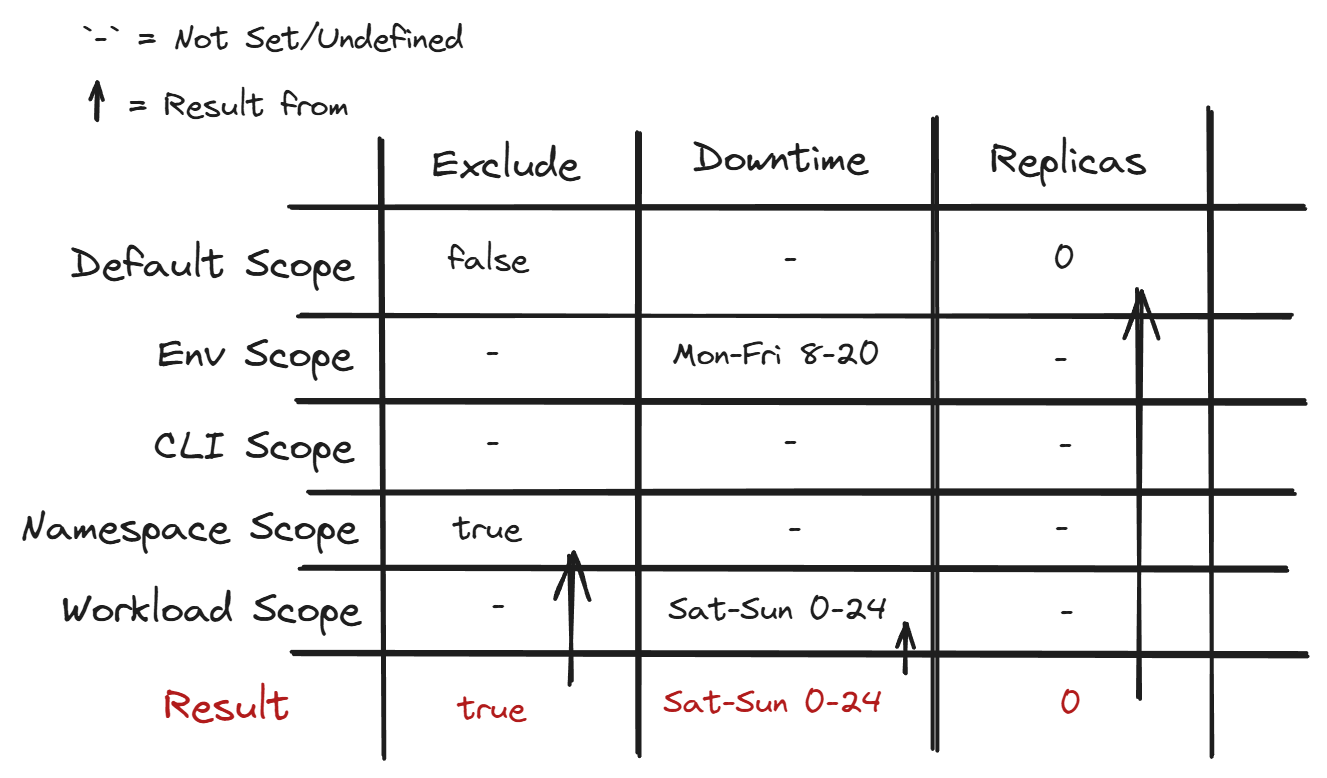 `-` = Not Set/Undefined
↑ = Result from
Exclude Downtime Replicas
Default Scope false - 0
Env Scope - Mon-Fri 8-20 -
CLI Scope - - -
Namespace Scope true - -
Workload Scope - Sat-Sun 0-24 -
Result true Sat-Sun 0-24 0